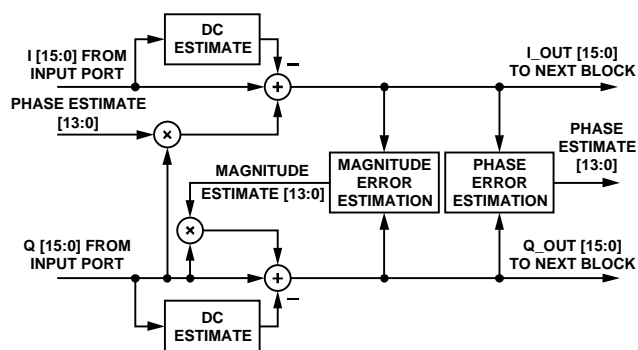 DC
ESTIMATE
I [15:0] FROM
INPUT PORT
–
+
I_OUT [15:0]
TO NEXT BLOCK
PHASE ESTIMATE
[13:0]
×
MAGNITUDE
ESTIMATE [13:0]
MAGNITUDE
ERROR
ESTIMATION
PHASE
ERROR
ESTIMATION
PHASE
ESTIMATE
[13:0]
×
Q [15:0] FROM
INPUT PORT
+
–
Q_OUT [15:0]
TO NEXT BLOCK
DC
ESTIMATE